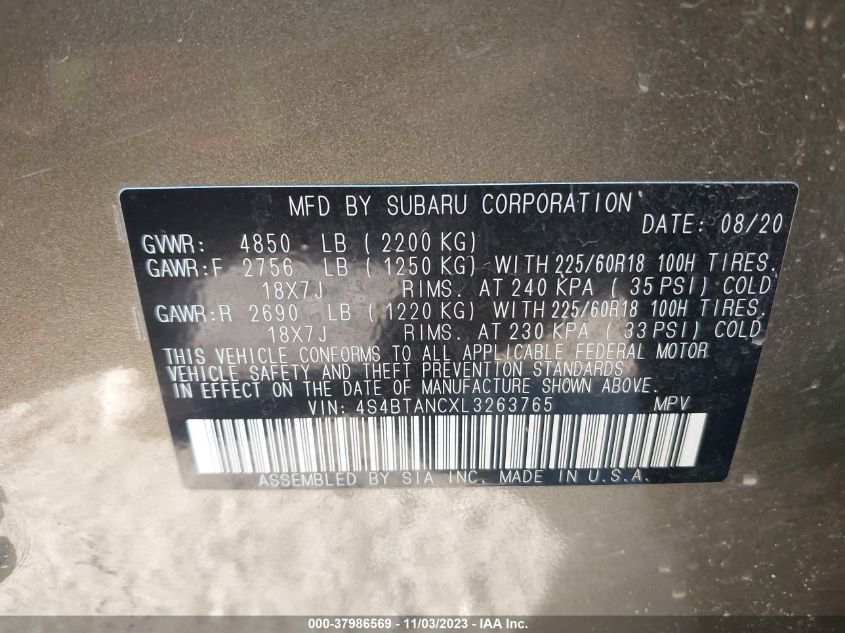 MFD BY SUBARU CORPORATION
DATE: 08/20
GVWR: 4850 LB ( 2200 KG)
GAWR:F 2756 LB ( 1250 KG) WITH 225/60R18 100H TIRES.
18X7J RIMS. AT 240 KPA ( 35 PSI) COLD
GAWR:R 2690 LB ( 1220 KG) WITH 225/60R18 100H TIRES.
18X7J RIMS. AT 230 KPA ( 33 PSI) COLD
THIS VEHICLE CONFORMS TO ALL APPLICABLE FEDERAL MOTOR
VEHICLE SAFETY AND THEFT PREVENTION STANDARDS
IN EFFECT ON THE DATE OF MANUFACTURE SHOWN ABOVE.
VIN: 4S4BTANCXL3263765 MPV
ASSEMBLED BY SIA INC. MADE IN U.S.A.
000-37986569 - 11/03/2023 - IAA Inc.